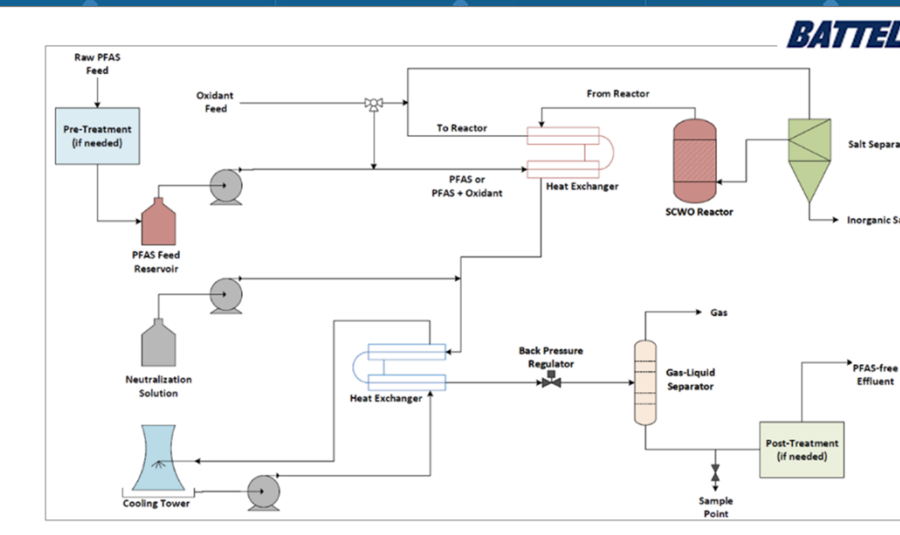 BATTEL
Raw PFAS
Feed
Oxidant
Feed
From Reactor
Pre-Treatment
(if needed)
To Reactor
Salt Separa
PFAS or
PFAS + Oxidant
Heat Exchanger
SCWO Reactor
Inorganic Sa
PFAS Feed
Reservoir
Gas
Back Pressure
Regulator
Neutralization
Solution
Gas-Liquid
Separator
PFAS-free
Effluent
Heat Exchanger
Post-Treatment
(if needed)
Cooling Tower
Sample
Point